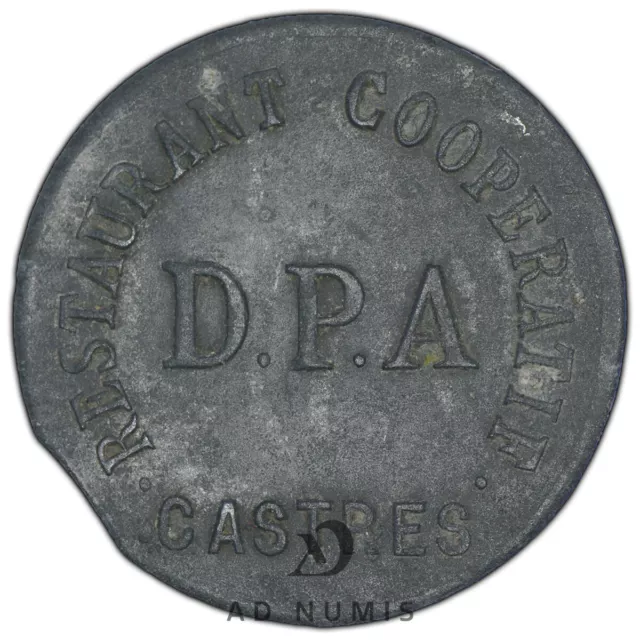 RESTAURANT COOPERATIF
D.P.A
CASTRES
AD NUMIS